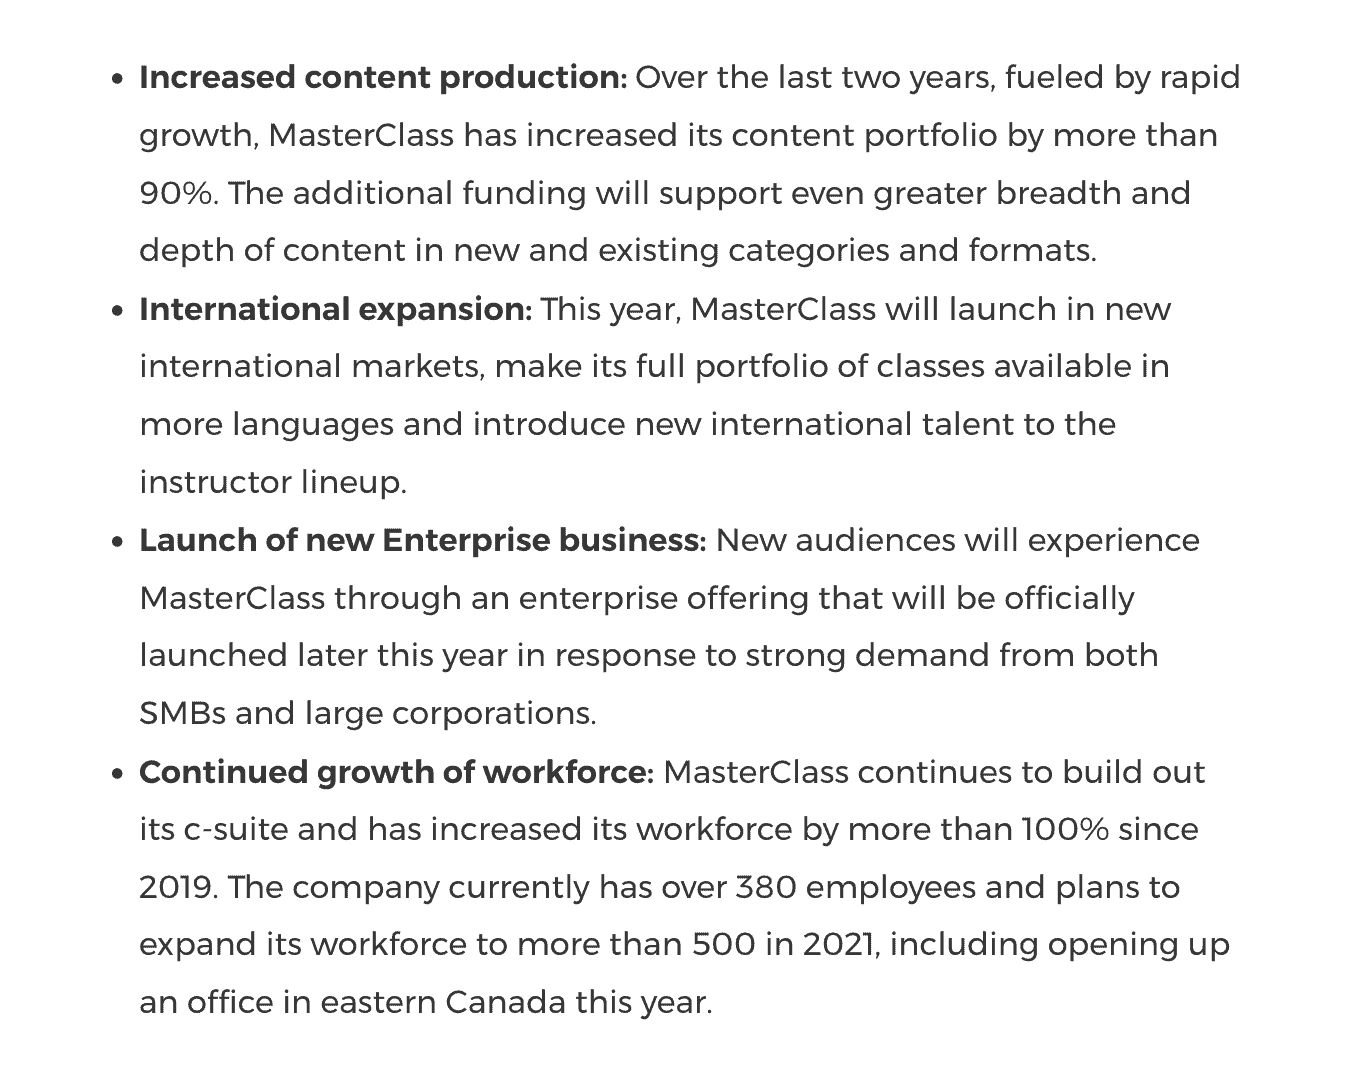 • Increased content production: Over the last two years, fueled by rapid
growth, MasterClass has increased its content portfolio by more than
90%. The additional funding will support even greater breadth and
depth of content in new and existing categories and formats.
• International expansion: This year, MasterClass will launch in new
international markets, make its full portfolio of classes available in
more languages and introduce new international talent to the
instructor lineup.
• Launch of new Enterprise business: New audiences will experience
MasterClass through an enterprise offering that will be officially
launched later this year in response to strong demand from both
SMBs and large corporations.
• Continued growth of workforce: MasterClass continues to build out
its c-suite and has increased its workforce by more than 100% since
2019. The company currently has over 380 employees and plans to
expand its workforce to more than 500 in 2021, including opening up
an office in eastern Canada this year.